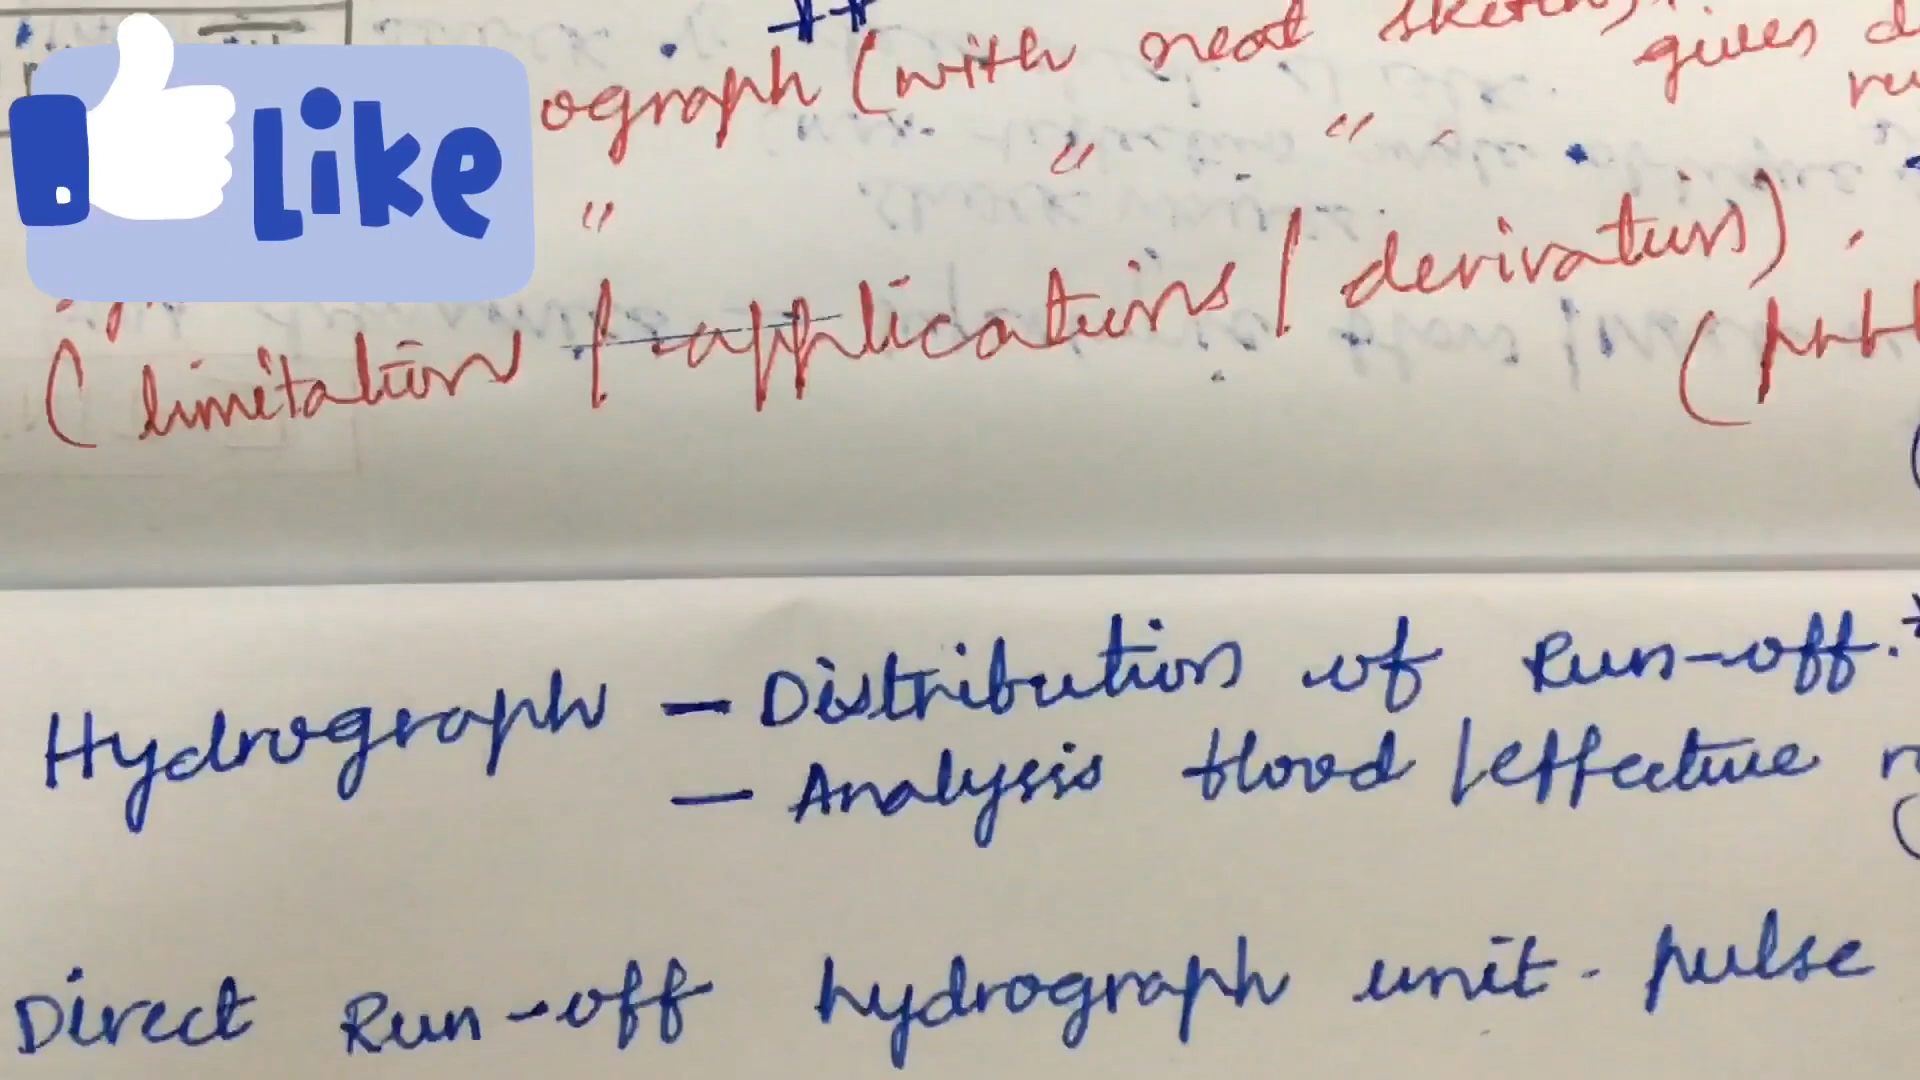 Like
ograph (with neat sketch)
gives
" " "
(limitation / applications / derivations).
Hydrograph - Distribution of Run-off.*
- Analysis flood / effective
Direct Run-off hydrograph unit - pulse